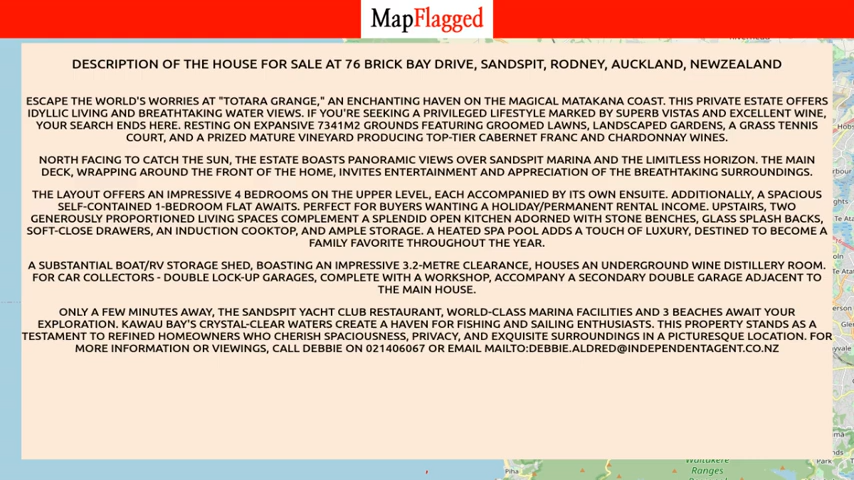 MapFlagged
DESCRIPTION OF THE HOUSE FOR SALE AT 76 BRICK BAY DRIVE, SANDSPIT, RODNEY, AUCKLAND, NEWZEALAND
ESCAPE THE WORLD'S WORRIES AT "TOTARA GRANGE," AN ENCHANTING HAVEN ON THE MAGICAL MATAKANA COAST. THIS PRIVATE ESTATE OFFERS
IDYLLIC LIVING AND BREATHTAKING WATER VIEWS. IF YOU'RE SEEKING A PRIVILEGED LIFESTYLE MARKED BY SUPERB VISTAS AND EXCELLENT WINE,
YOUR SEARCH ENDS HERE. RESTING ON EXPANSIVE 7341M2 GROUNDS FEATURING GROOMED LAWNS, LANDSCAPED GARDENS, A GRASS TENNIS
COURT, AND A PRIZED MATURE VINEYARD PRODUCING TOP-TIER CABERNET FRANC AND CHARDONNAY WINES.
NORTH FACING TO CATCH THE SUN, THE ESTATE BOASTS PANORAMIC VIEWS OVER SANDSPIT MARINA AND THE LIMITLESS HORIZON. THE MAIN
DECK, WRAPPING AROUND THE FRONT OF THE HOME, INVITES ENTERTAINMENT AND APPRECIATION OF THE BREATHTAKING SURROUNDINGS.
THE LAYOUT OFFERS AN IMPRESSIVE 4 BEDROOMS ON THE UPPER LEVEL, EACH ACCOMPANIED BY ITS OWN ENSUITE. ADDITIONALLY, A SPACIOUS
SELF-CONTAINED 1-BEDROOM FLAT AWAITS. PERFECT FOR BUYERS WANTING A HOLIDAY/PERMANENT RENTAL INCOME. UPSTAIRS, TWO
GENEROUSLY PROPORTIONED LIVING SPACES COMPLEMENT A SPLENDID OPEN KITCHEN ADORNED WITH STONE BENCHES, GLASS SPLASH BACKS,
SOFT-CLOSE DRAWERS, AN INDUCTION COOKTOP, AND AMPLE STORAGE. A HEATED SPA POOL ADDS A TOUCH OF LUXURY, DESTINED TO BECOME A
FAMILY FAVORITE THROUGHOUT THE YEAR.
A SUBSTANTIAL BOAT/RV STORAGE SHED, BOASTING AN IMPRESSIVE 3.2-METRE CLEARANCE, HOUSES AN UNDERGROUND WINE DISTILLERY ROOM.
FOR CAR COLLECTORS - DOUBLE LOCK-UP GARAGES, COMPLETE WITH A WORKSHOP, ACCOMPANY A SECONDARY DOUBLE GARAGE ADJACENT TO
THE MAIN HOUSE.
ONLY A FEW MINUTES AWAY, THE SANDSPIT YACHT CLUB RESTAURANT, WORLD-CLASS MARINA FACILITIES AND 3 BEACHES AWAIT YOUR
EXPLORATION. KAWAU BAY'S CRYSTAL-CLEAR WATERS CREATE A HAVEN FOR FISHING AND SAILING ENTHUSIASTS. THIS PROPERTY STANDS AS A
TESTAMENT TO REFINED HOMEOWNERS WHO CHERISH SPACIOUSNESS, PRIVACY, AND EXQUISITE SURROUNDINGS IN A PICTURESQUE LOCATION. FOR
MORE INFORMATION OR VIEWINGS, CALL DEBBIE ON 021406067 OR EMAIL MAILTO:DEBBIE.ALDRED@INDEPENDENTAGENT.CO.NZ
Piha
Ranges
Park